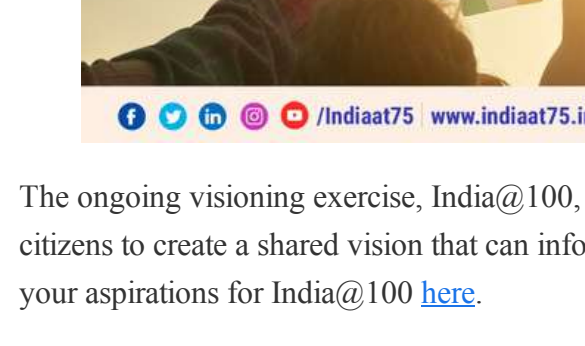 /Indiaat75 www.indiaat75.in
The ongoing visioning exercise, India@100,
citizens to create a shared vision that can info
your aspirations for India@100 here.